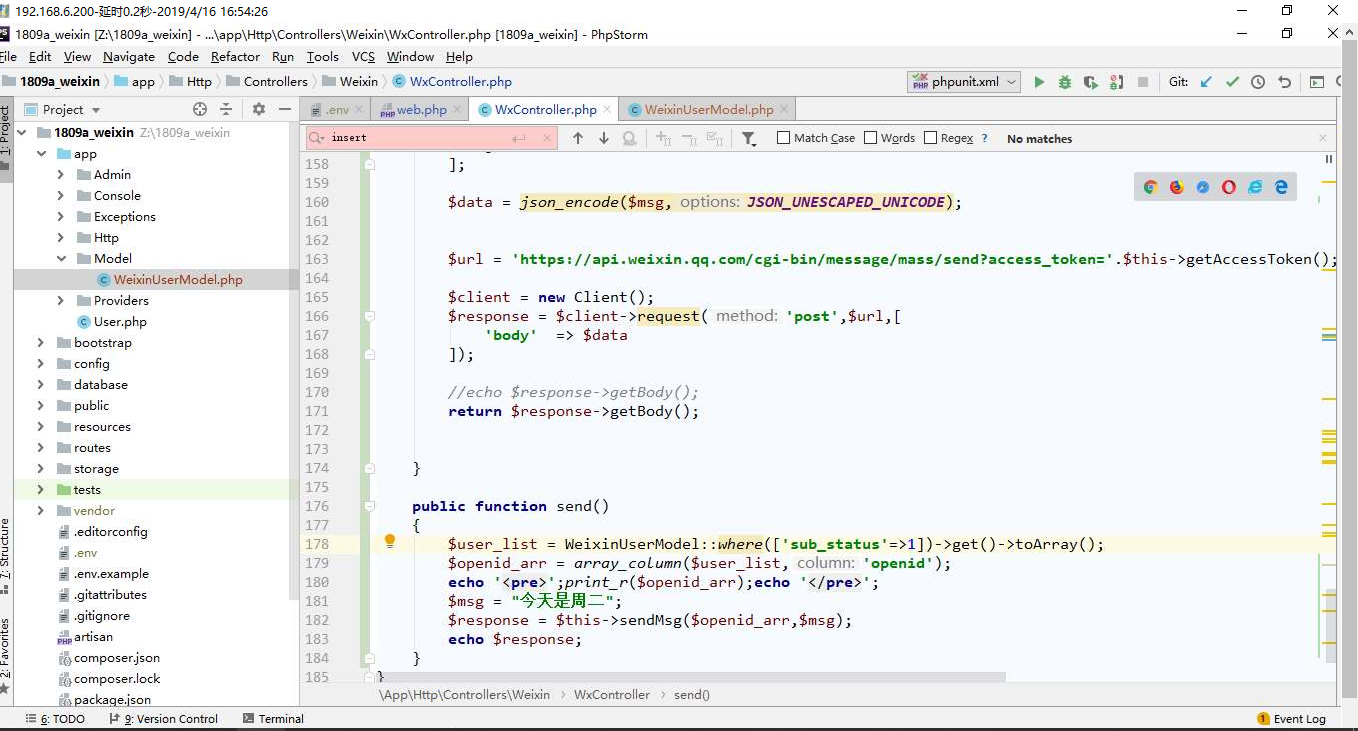 192.168.6.200-延时0.2秒-2019/4/16 16:54:26
1809a_weixin [Z:\1809a_weixin] - ...\app\Http\Controllers\Weixin\WxController.php [1809a_weixin] - PhpStorm
File Edit View Navigate Code Refactor Run Tools VCS Window Help
1809a_weixin app Http Controllers Weixin WxController.php phpunit.xml Git:
Project .env web.php WxController.php WeixinUserModel.php
insert Match Case Words Regex ? No matches
1: Project
7: Structure
2: Favorites
1809a_weixin Z:\1809a_weixin
app
Admin
Console
Exceptions
Http
Model
WeixinUserModel.php
Providers
User.php
bootstrap
config
database
public
resources
routes
storage
tests
vendor
.editorconfig
.env
.env.example
.gitattributes
.gitignore
artisan
composer.json
composer.lock
package.json
158 ];
159
160 $data = json_encode($msg, options: JSON_UNESCAPED_UNICODE);
161
162
163 $url = 'https://api.weixin.qq.com/cgi-bin/message/mass/send?access_token='.$this->getAccessToken();
164
165 $client = new Client();
166 $response = $client->request( method: 'post',$url,[
167 'body' => $data
168 ]);
169
170 //echo $response->getBody();
171 return $response->getBody();
172
173
174 }
175
176 public function send()
177 {
178 $user_list = WeixinUserModel::where(['sub_status'=>1])->get()->toArray();
179 $openid_arr = array_column($user_list, column: 'openid');
180 echo '<pre>';print_r($openid_arr);echo '</pre>';
181 $msg = "今天是周二";
182 $response = $this->sendMsg($openid_arr,$msg);
183 echo $response;
184 }
185 }
\App\Http\Controllers\Weixin WxController send()
6: TODO 9: Version Control Terminal 1 Event Log